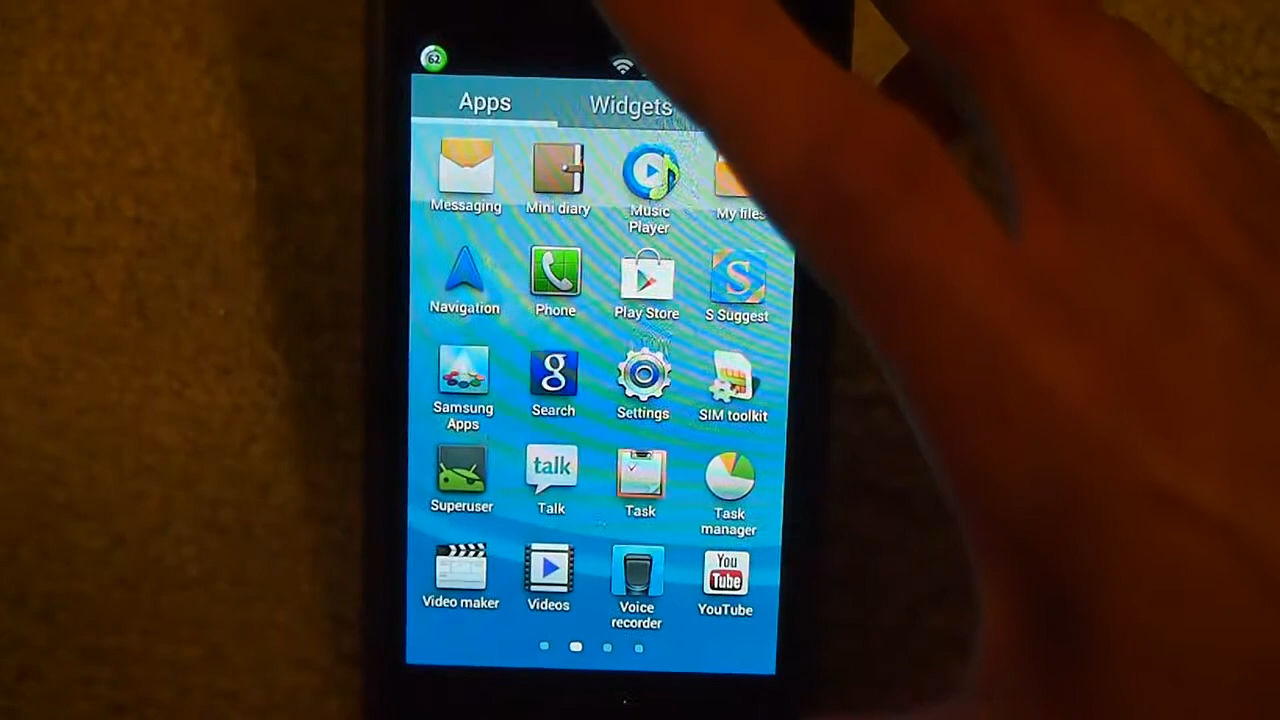 62
Apps Widgets
Messaging Mini diary Music Player My files
Navigation Phone Play Store S Suggest
S
g
Samsung Apps Search Settings SIM toolkit
talk
Superuser Talk Task Task manager
You
Tube
Video maker Videos Voice recorder YouTube